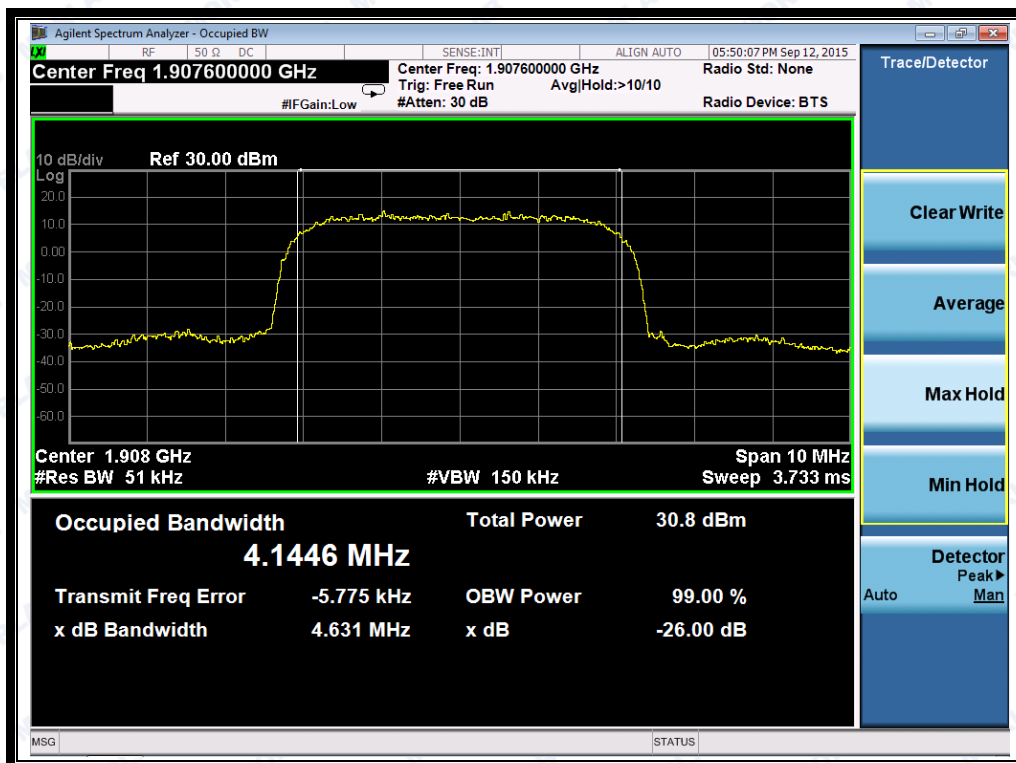 Agilent Spectrum Analyzer - Occupied BW
LXI RF 50 Ω DC SENSE:INT ALIGN AUTO 05:50:07 PM Sep 12, 2015
Center Freq 1.907600000 GHz
Center Freq: 1.907600000 GHz
Radio Std: None
Trig: Free Run Avg|Hold:>10/10
#IFGain:Low #Atten: 30 dB Radio Device: BTS
10 dB/div Ref 30.00 dBm
Log
20.0
10.0
0.00
-10.0
-20.0
-30.0
-40.0
-50.0
-60.0
Center 1.908 GHz Span 10 MHz
#Res BW 51 kHz #VBW 150 kHz Sweep 3.733 ms
Occupied Bandwidth Total Power 30.8 dBm
4.1446 MHz
Transmit Freq Error -5.775 kHz OBW Power 99.00 %
x dB Bandwidth 4.631 MHz x dB -26.00 dB
MSG STATUS
Trace/Detector
Clear Write
Average
Max Hold
Min Hold
Detector
Peak▶
Auto Man